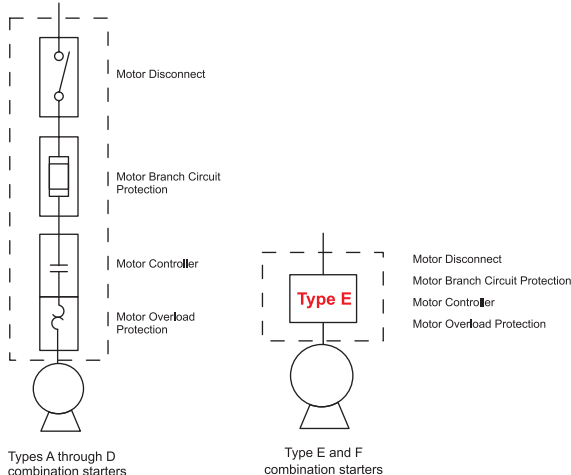 Motor Disconnect
Motor Branch Circuit
Protection
Motor Controller
Motor Overload
Protection
Types A through D
combination starters
Type E
Motor Disconnect
Motor Branch Circuit Protection
Motor Controller
Motor Overload Protection
Type E and F
combination starters